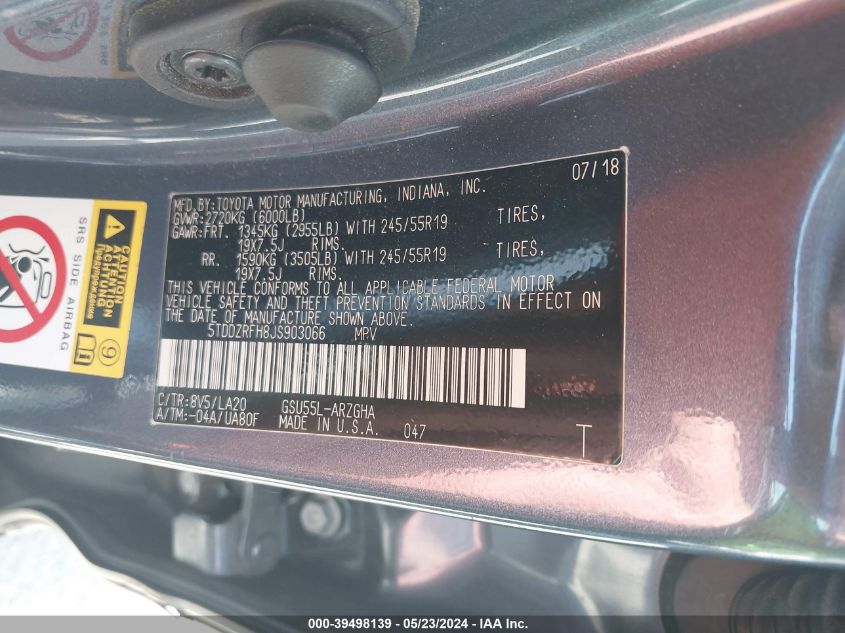 MFD.BY:TOYOTA MOTOR MANUFACTURING, INDIANA, INC. 07/18
GVWR:2720KG (6000LB)
GAWR:FRT. 1345KG (2955LB) WITH 245/55R19 TIRES,
19X7.5J RIMS.
RR. 1590KG (3505LB) WITH 245/55R19 TIRES,
19X7.5J RIMS.
THIS VEHICLE CONFORMS TO ALL APPLICABLE FEDERAL MOTOR
VEHICLE SAFETY AND THEFT PREVENTION STANDARDS IN EFFECT ON
THE DATE OF MANUFACTURE SHOWN ABOVE.
5TDDZRFH8JS903066 MPV
C/TR:8V5/LA20 GSU55L-ARZGHA
A/TM:-04A/UA80F MADE IN U.S.A. 047 T
SRS SIDE AIRBAG
CAUTION
ATTENTION
Предупреждение
9
000-39498139 — 05/23/2024 — IAA Inc.